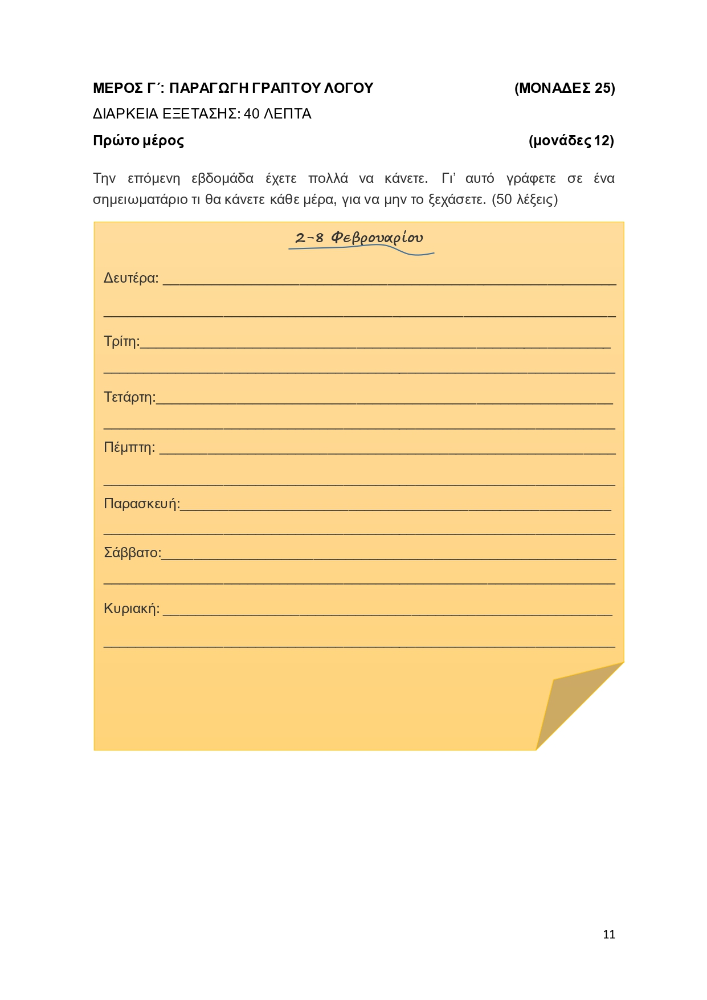 ΜΕΡΟΣ Γ΄: ΠΑΡΑΓΩΓΗ ΓΡΑΠΤΟΥ ΛΟΓΟΥ (ΜΟΝΑΔΕΣ 25)
ΔΙΑΡΚΕΙΑ ΕΞΕΤΑΣΗΣ: 40 ΛΕΠΤΑ
Πρώτο μέρος (μονάδες 12)
Την επόμενη εβδομάδα έχετε πολλά να κάνετε. Γι’ αυτό γράφετε σε ένα
σημειωματάριο τι θα κάνετε κάθε μέρα, για να μην το ξεχάσετε. (50 λέξεις)
2-8 Φεβρουαρίου
Δευτέρα:
Τρίτη:
Τετάρτη:
Πέμπτη:
Παρασκευή:
Σάββατο:
Κυριακή:
11